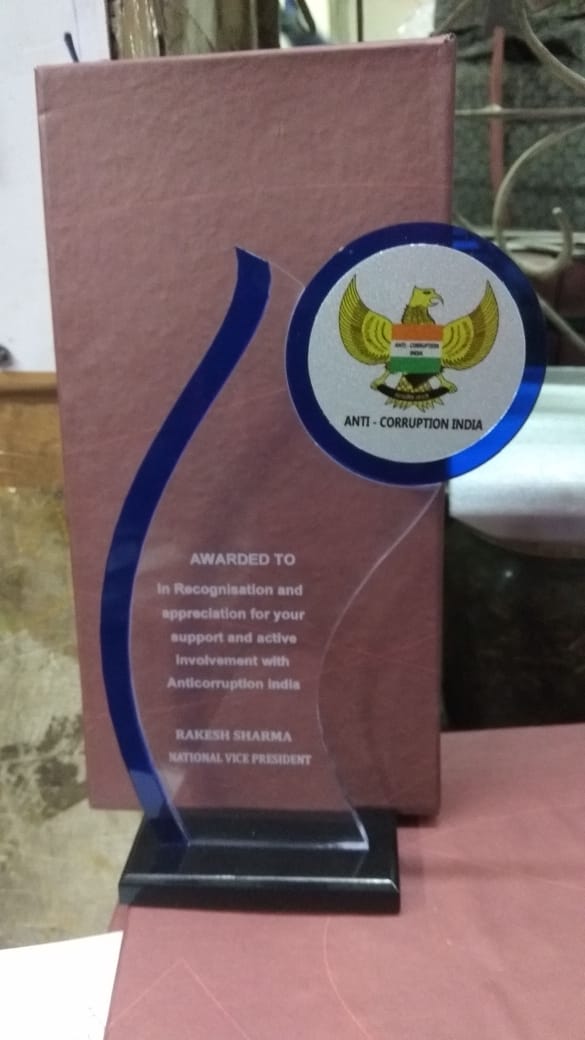 ANTI - CORRUPTION
INDIA
ANTI - CORRUPTION INDIA
AWARDED TO
In Recognisation and
appreciation for your
support and active
involvement with
Anticorruption india
RAKESH SHARMA
NATIONAL VICE PRESIDENT